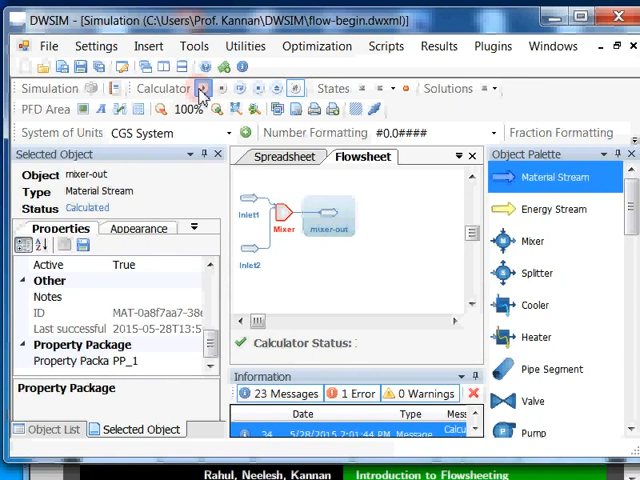 DWSIM - [Simulation (C:\Users\Prof. Kannan\DWSIM\flow-begin.dwxml)]
File Settings Insert Tools Utilities Optimization Scripts Results Plugins Windows
Simulation Calculator States Solutions
PFD Area 100%
System of Units CGS System Number Formatting #0.0#### Fraction Formatting
Selected Object
Object mixer-out
Type Material Stream
Status Calculated
Properties Appearance
Active True
Other
Notes
ID MAT-0a8f7aa7-38e
Last successful 2015-05-28T13:5
Property Package
Property Packa PP_1
Property Package
Object List Selected Object
Spreadsheet Flowsheet
Inlet1
Mixer mixer-out
Inlet2
Calculator Status:
Information
23 Messages 1 Error 0 Warnings
Date Type Mess
34 5/28/2015 2:01:44 PM Message Calcu
Object Palette
Material Stream
Energy Stream
Mixer
Splitter
Cooler
Heater
Pipe Segment
Valve
Pump
Rahul, Neelesh, Kannan Introduction to Flowsheeting